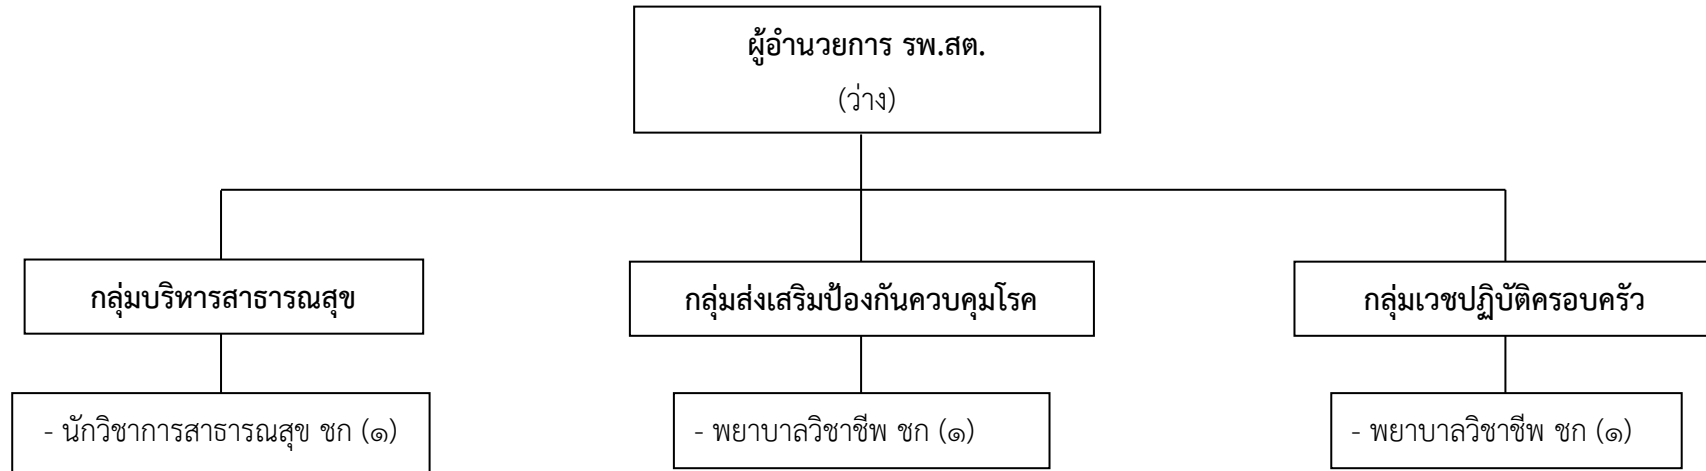 ผู้อำนวยการ รพ.สต.
(ว่าง)
กลุ่มบริหารสาธารณสุข
กลุ่มส่งเสริมป้องกันควบคุมโรค
กลุ่มเวชปฏิบัติครอบครัว
- นักวิชาการสาธารณสุข ชก (๑)
- พยาบาลวิชาชีพ ชก (๑)
- พยาบาลวิชาชีพ ชก (๑)